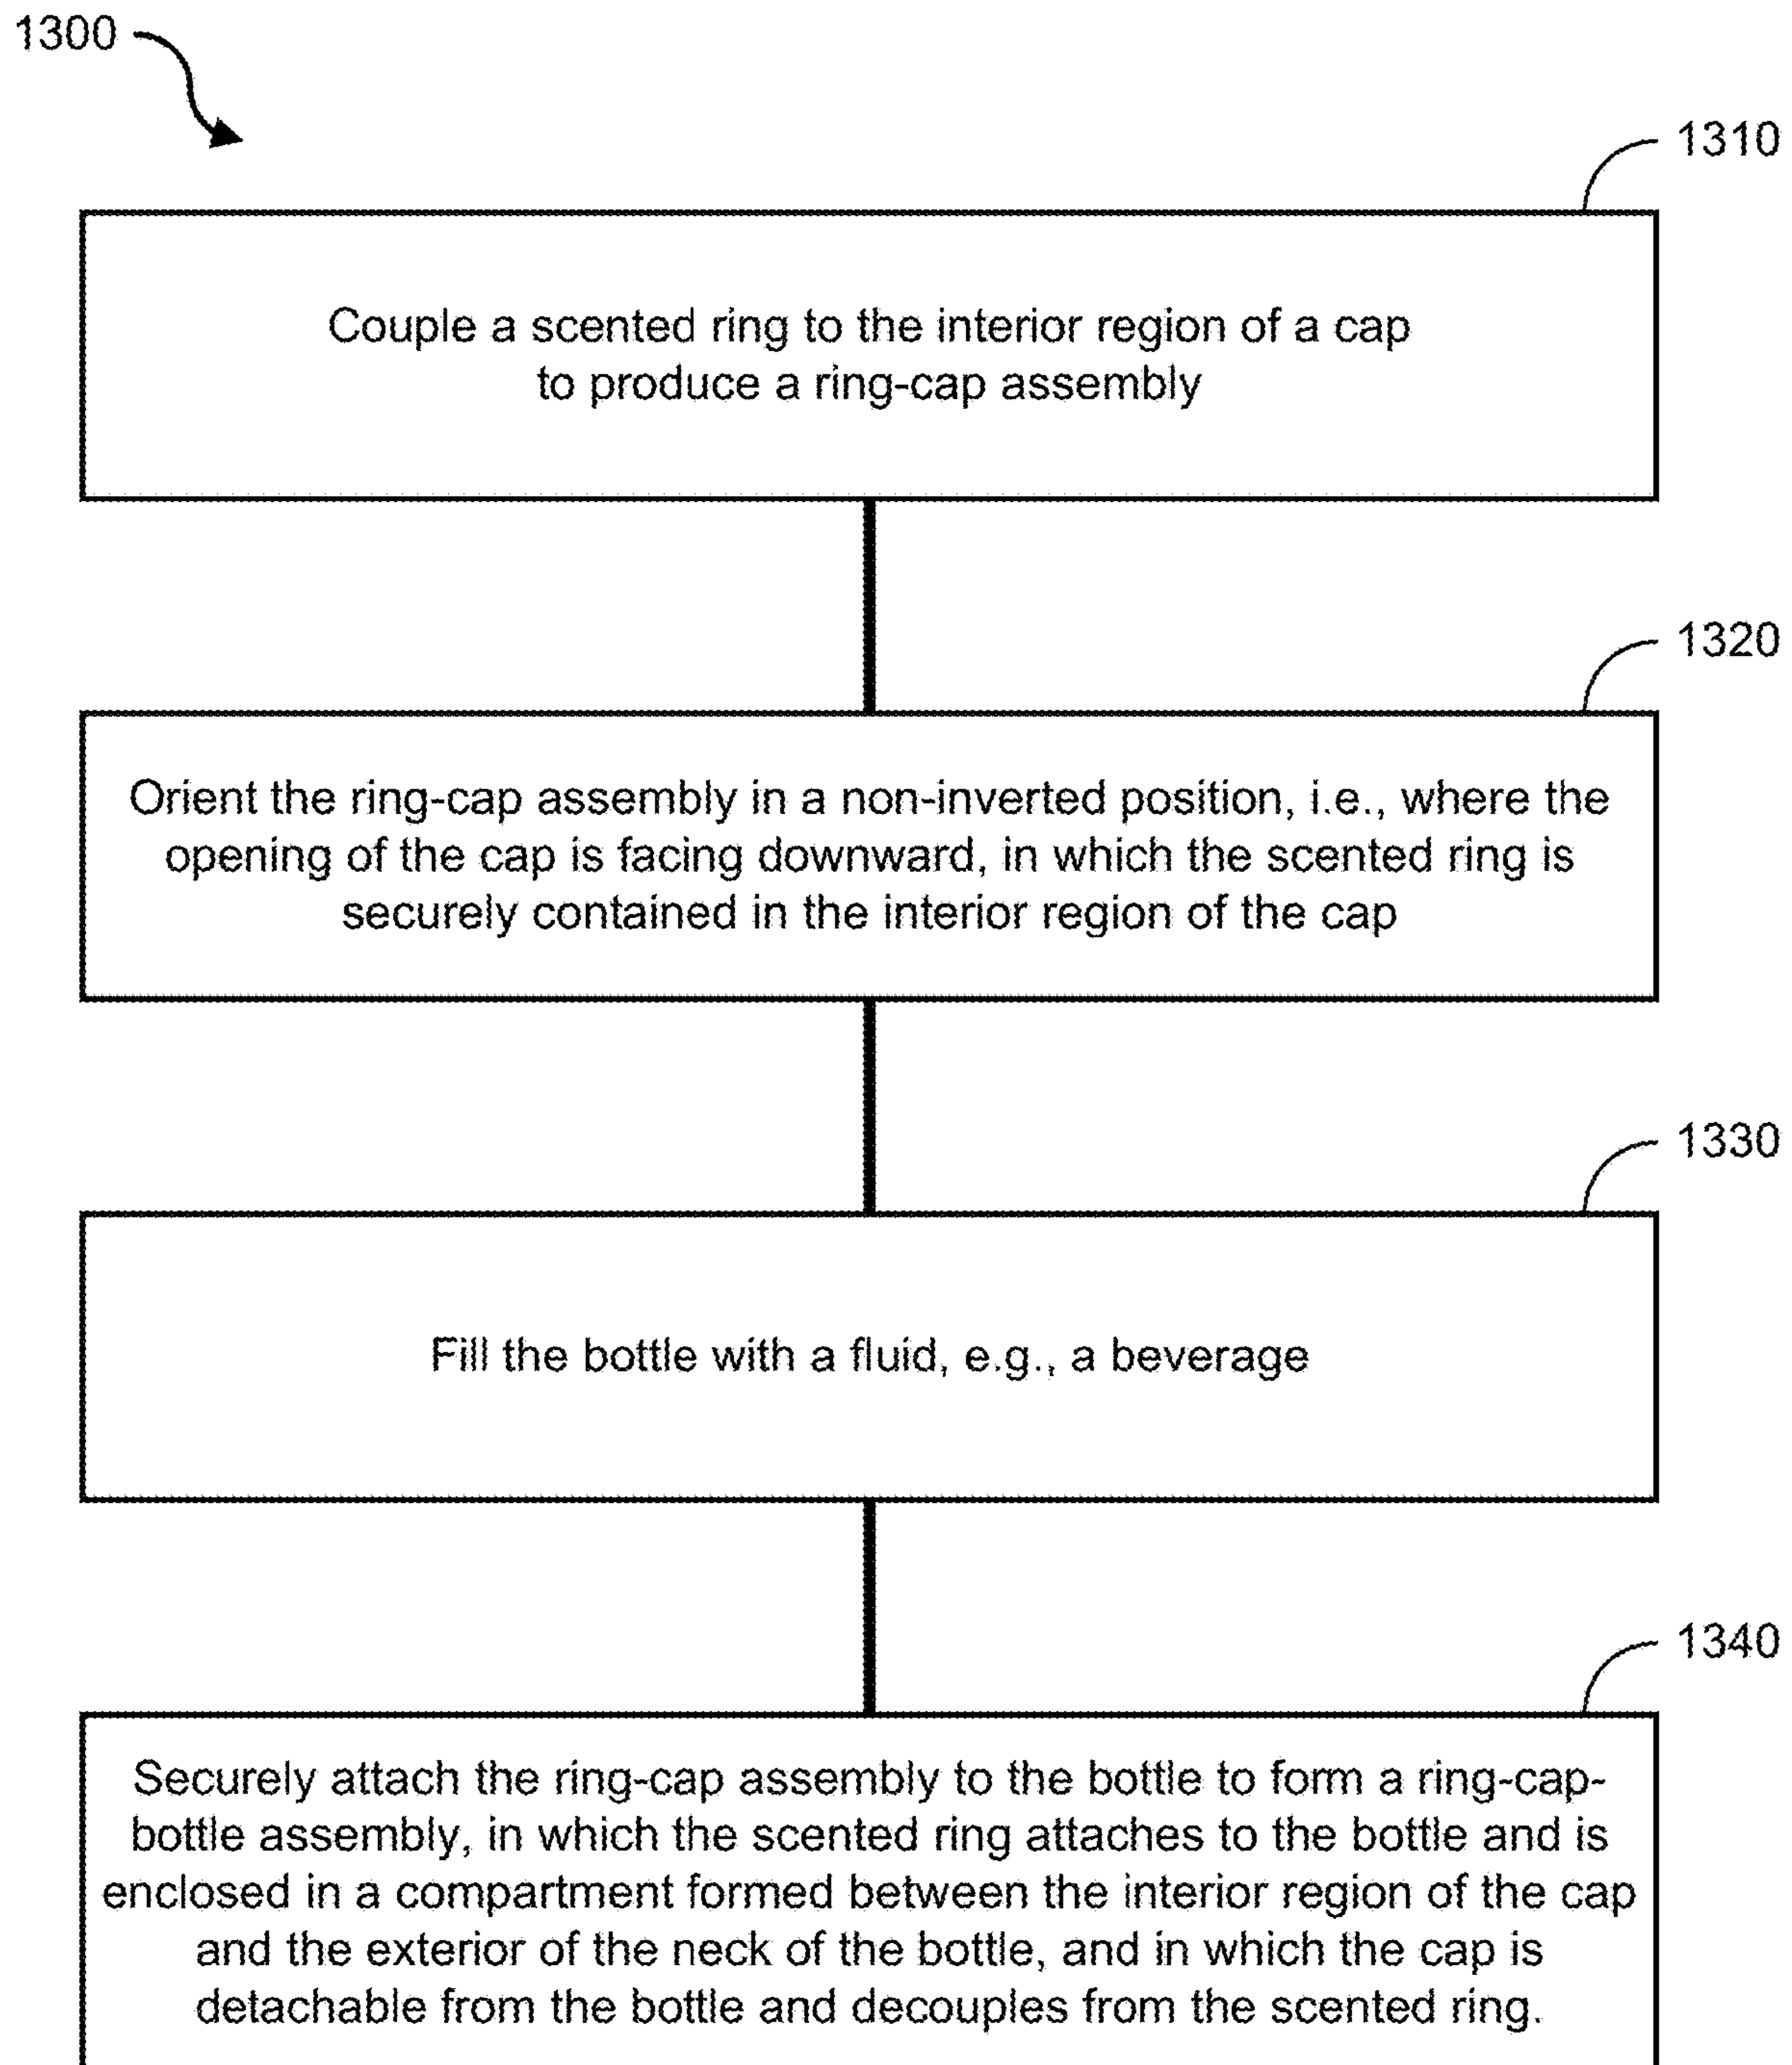 1300
1310
Couple a scented ring to the interior region of a cap
to produce a ring-cap assembly
1320
Orient the ring-cap assembly in a non-inverted position, i.e., where the
opening of the cap is facing downward, in which the scented ring is
securely contained in the interior region of the cap
1330
Fill the bottle with a fluid, e.g., a beverage
1340
Securely attach the ring-cap assembly to the bottle to form a ring-cap-
bottle assembly, in which the scented ring attaches to the bottle and is
enclosed in a compartment formed between the interior region of the cap
and the exterior of the neck of the bottle, and in which the cap is
detachable from the bottle and decouples from the scented ring.